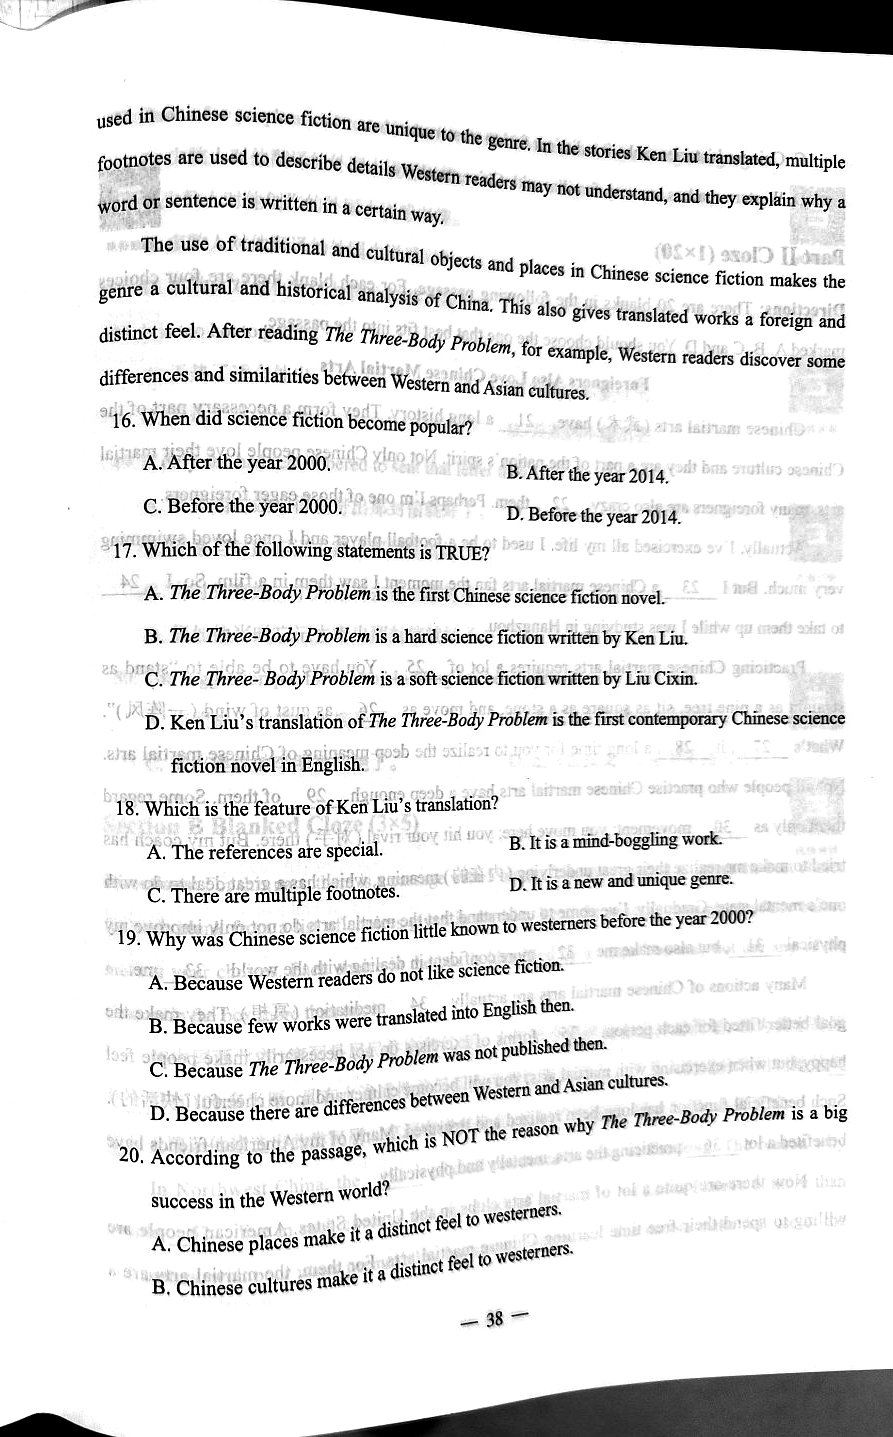 used in Chinese science fiction are unique to the genre. In the stories Ken Liu translated, multiple
footnotes are used to describe details Western readers may not understand, and they explain why a
word or sentence is written in a certain way.
The use of traditional and cultural objects and places in Chinese science fiction makes the
genre a cultural and historical analysis of China. This also gives translated works a foreign and
distinct feel. After reading The Three-Body Problem, for example, Western readers discover some
differences and similarities between Western and Asian cultures.
16. When did science fiction become popular?
A. After the year 2000. B. After the year 2014.
C. Before the year 2000. D. Before the year 2014.
17. Which of the following statements is TRUE?
A. The Three-Body Problem is the first Chinese science fiction novel.
B. The Three-Body Problem is a hard science fiction written by Ken Liu.
C. The Three- Body Problem is a soft science fiction written by Liu Cixin.
D. Ken Liu's translation of The Three-Body Problem is the first contemporary Chinese science
fiction novel in English.
18. Which is the feature of Ken Liu's translation?
A. The references are special. B. It is a mind-boggling work.
C. There are multiple footnotes. D. It is a new and unique genre.
19. Why was Chinese science fiction little known to westerners before the year 2000?
A. Because Western readers do not like science fiction.
B. Because few works were translated into English then.
C. Because The Three-Body Problem was not published then.
D. Because there are differences between Western and Asian cultures.
20. According to the passage, which is NOT the reason why The Three-Body Problem is a big
success in the Western world?
A. Chinese places make it a distinct feel to westerners.
B. Chinese cultures make it a distinct feel to westerners.
— 38 —